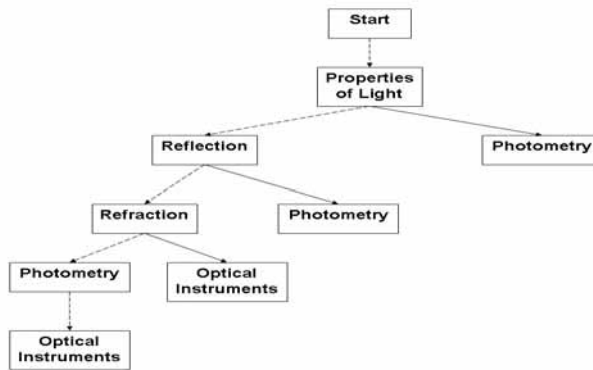 Start
Properties
of Light
Reflection
Photometry
Refraction
Photometry
Photometry
Optical
Instruments
Optical
Instruments